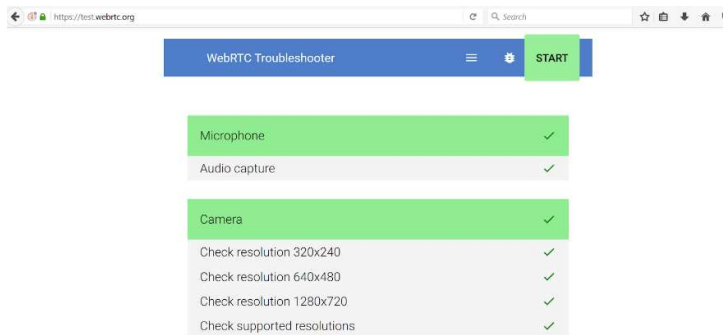 https://test.webrtc.org
Search
WebRTC Troubleshooter
START
Microphone
Audio capture
Camera
Check resolution 320x240
Check resolution 640x480
Check resolution 1280x720
Check supported resolutions